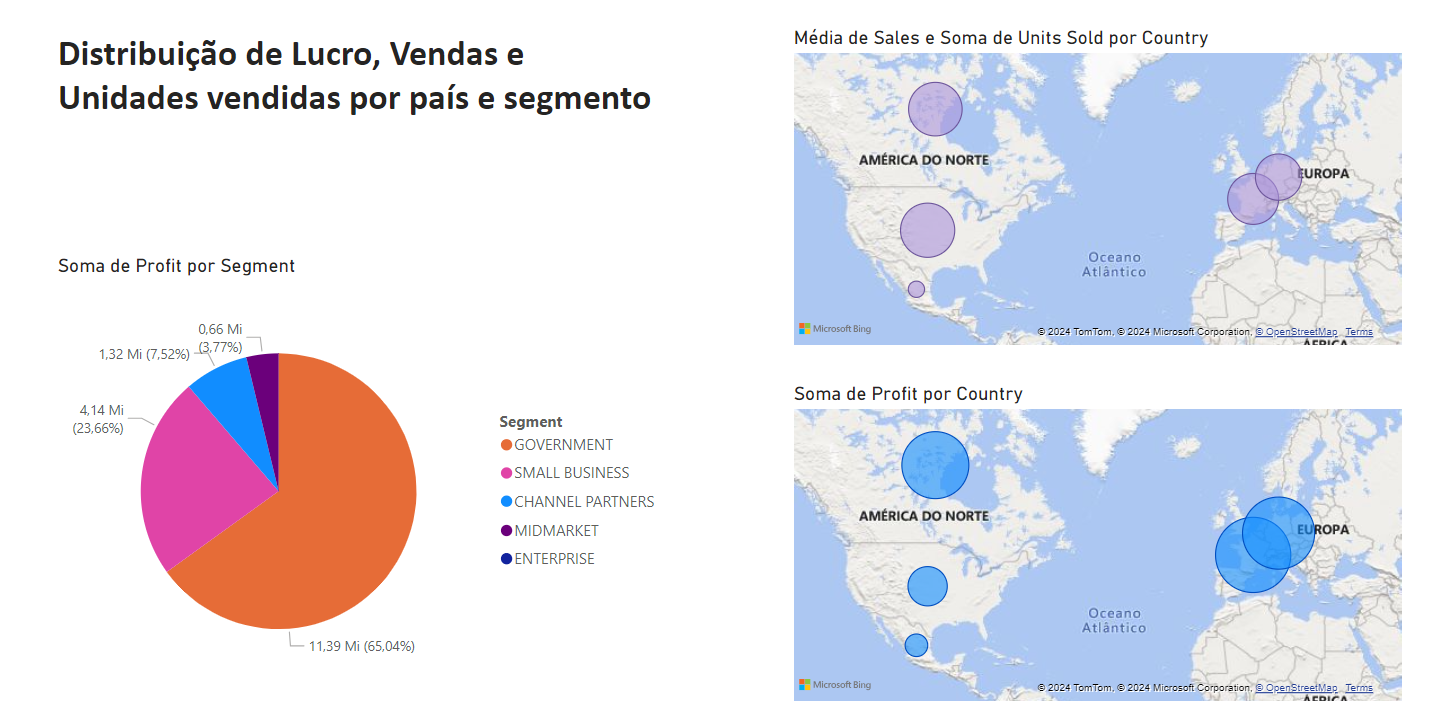 Distribuição de Lucro, Vendas e
Unidades vendidas por país e segmento
Soma de Profit por Segment
0,66 Mi
(3,77%)
1,32 Mi (7,52%)
4,14 Mi
(23,66%)
11,39 Mi (65,04%)
Segment
GOVERNMENT
SMALL BUSINESS
CHANNEL PARTNERS
MIDMARKET
ENTERPRISE
Média de Sales e Soma de Units Sold por Country
AMÉRICA DO NORTE
EUROPA
Oceano
Atlântico
Microsoft Bing
© 2024 TomTom, © 2024 Microsoft Corporation, © OpenStreetMap Terms
ÁFRICA
Soma de Profit por Country
AMÉRICA DO NORTE
EUROPA
Oceano
Atlântico
Microsoft Bing
© 2024 TomTom, © 2024 Microsoft Corporation, © OpenStreetMap Terms
ÁFRICA